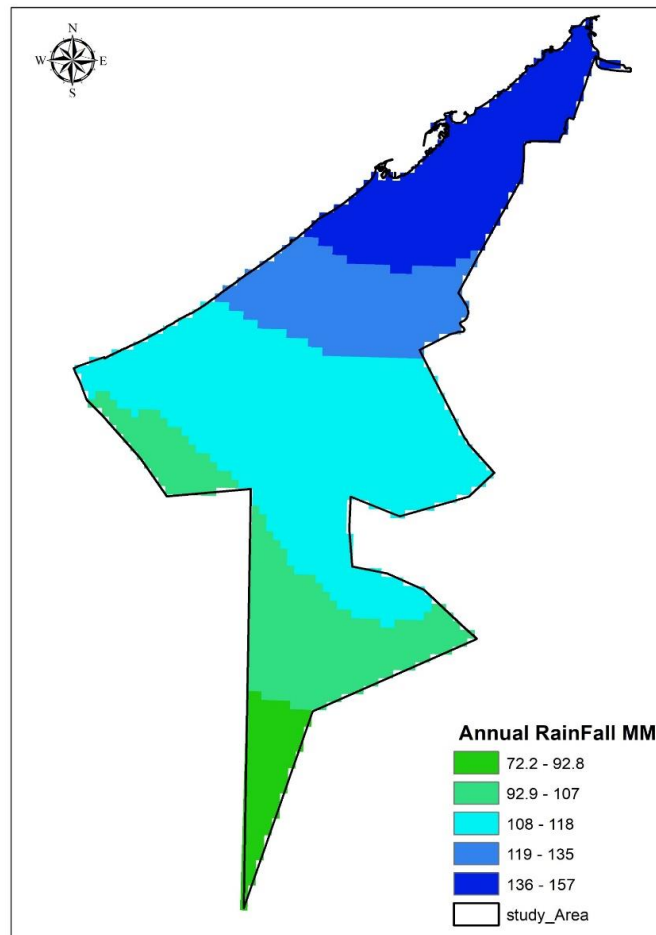 N
W E
S
Annual RainFall MM
72.2 - 92.8
92.9 - 107
108 - 118
119 - 135
136 - 157
study_Area